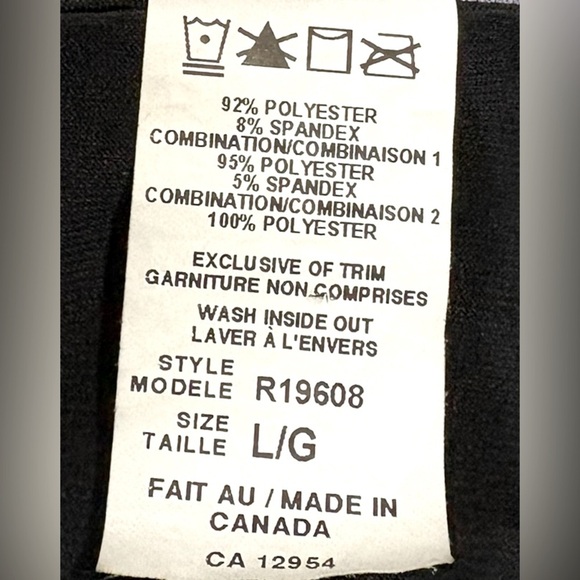 92% POLYESTER
8% SPANDEX
COMBINATION/COMBINAISON 1
95% POLYESTER
5% SPANDEX
COMBINATION/COMBINAISON 2
100% POLYESTER
EXCLUSIVE OF TRIM
GARNITURE NON COMPRISES
WASH INSIDE OUT
LAVER À L'ENVERS
STYLE
MODELE R19608
SIZE
TAILLE L/G
FAIT AU / MADE IN
CANADA
CA 12954